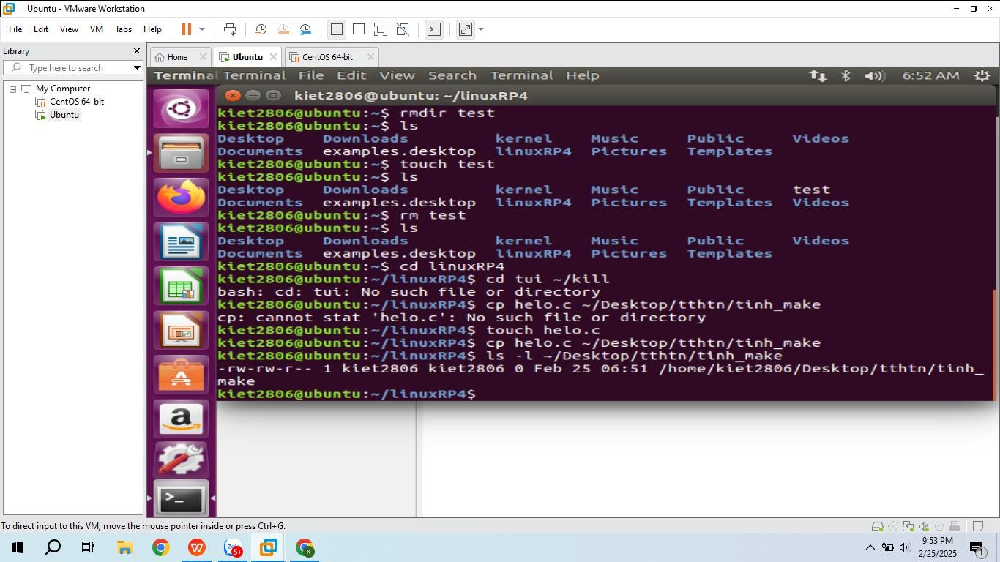 Ubuntu - VMware Workstation
File Edit View VM Tabs Help
Library
Type here to search
My Computer
CentOS 64-bit
Ubuntu
Home Ubuntu CentOS 64-bit
Terminal Terminal File Edit View Search Terminal Help 6:52 AM
kiet2806@ubuntu: ~/linuxRP4
kiet2806@ubuntu:~$ rmdir test
kiet2806@ubuntu:~$ ls
Desktop Downloads kernel Music Public Videos
Documents examples.desktop linuxRP4 Pictures Templates
kiet2806@ubuntu:~$ touch test
kiet2806@ubuntu:~$ ls
Desktop Downloads kernel Music Public test
Documents examples.desktop linuxRP4 Pictures Templates Videos
kiet2806@ubuntu:~$ rm test
kiet2806@ubuntu:~$ ls
Desktop Downloads kernel Music Public Videos
Documents examples.desktop linuxRP4 Pictures Templates
kiet2806@ubuntu:~$ cd linuxRP4
kiet2806@ubuntu:~/linuxRP4$ cd tui ~/kill
bash: cd: tui: No such file or directory
kiet2806@ubuntu:~/linuxRP4$ cp helo.c ~/Desktop/tthtn/tinh_make
cp: cannot stat 'helo.c': No such file or directory
kiet2806@ubuntu:~/linuxRP4$ touch helo.c
kiet2806@ubuntu:~/linuxRP4$ cp helo.c ~/Desktop/tthtn/tinh_make
kiet2806@ubuntu:~/linuxRP4$ ls -l ~/Desktop/tthtn/tinh_make
-rw-rw-r-- 1 kiet2806 kiet2806 0 Feb 25 06:51 /home/kiet2806/Desktop/tthtn/tinh_
make
kiet2806@ubuntu:~/linuxRP4$
To direct input to this VM, move the mouse pointer inside or press Ctrl+G.
9:53 PM
2/25/2025